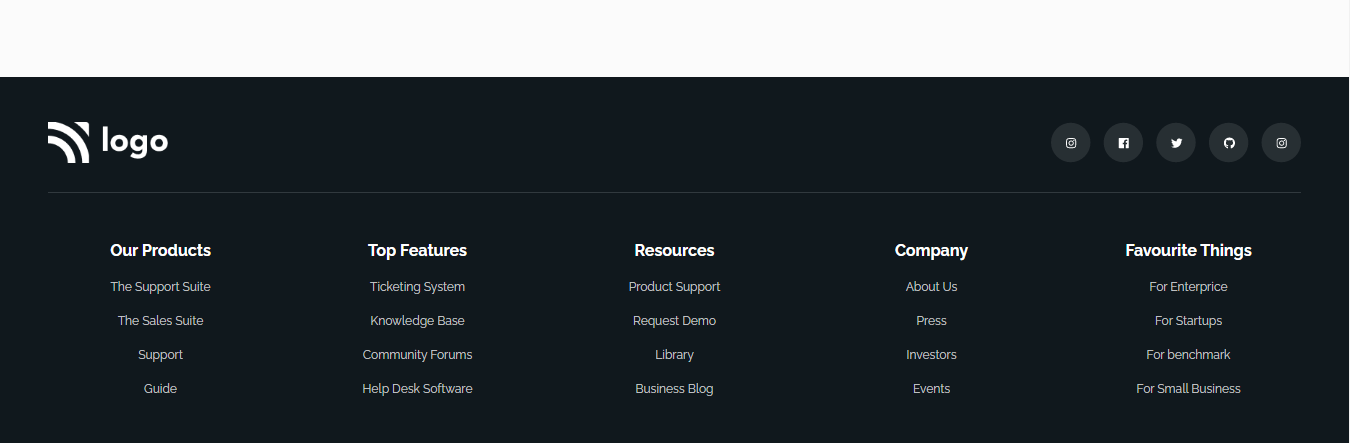 logo
Our Products
The Support Suite
The Sales Suite
Support
Guide
Top Features
Ticketing System
Knowledge Base
Community Forums
Help Desk Software
Resources
Product Support
Request Demo
Library
Business Blog
Company
About Us
Press
Investors
Events
Favourite Things
For Enterprice
For Startups
For benchmark
For Small Business